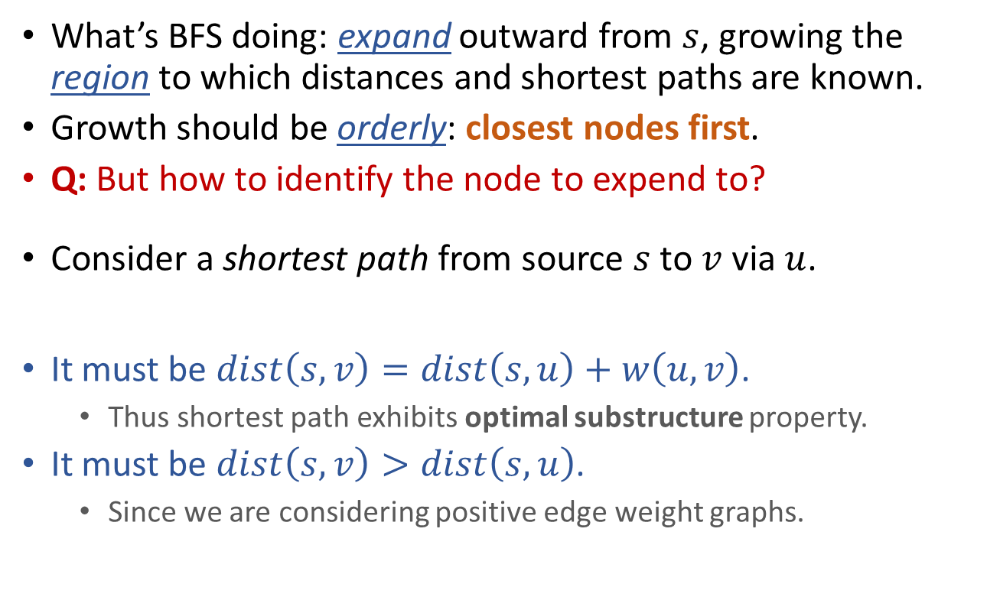 • What’s BFS doing: expand outward from s, growing the
region to which distances and shortest paths are known.
• Growth should be orderly: closest nodes first.
• Q: But how to identify the node to expend to?
• Consider a shortest path from source s to v via u.
• It must be dist(s, v) = dist(s, u) + w(u, v).
• Thus shortest path exhibits optimal substructure property.
• It must be dist(s, v) > dist(s, u).
• Since we are considering positive edge weight graphs.